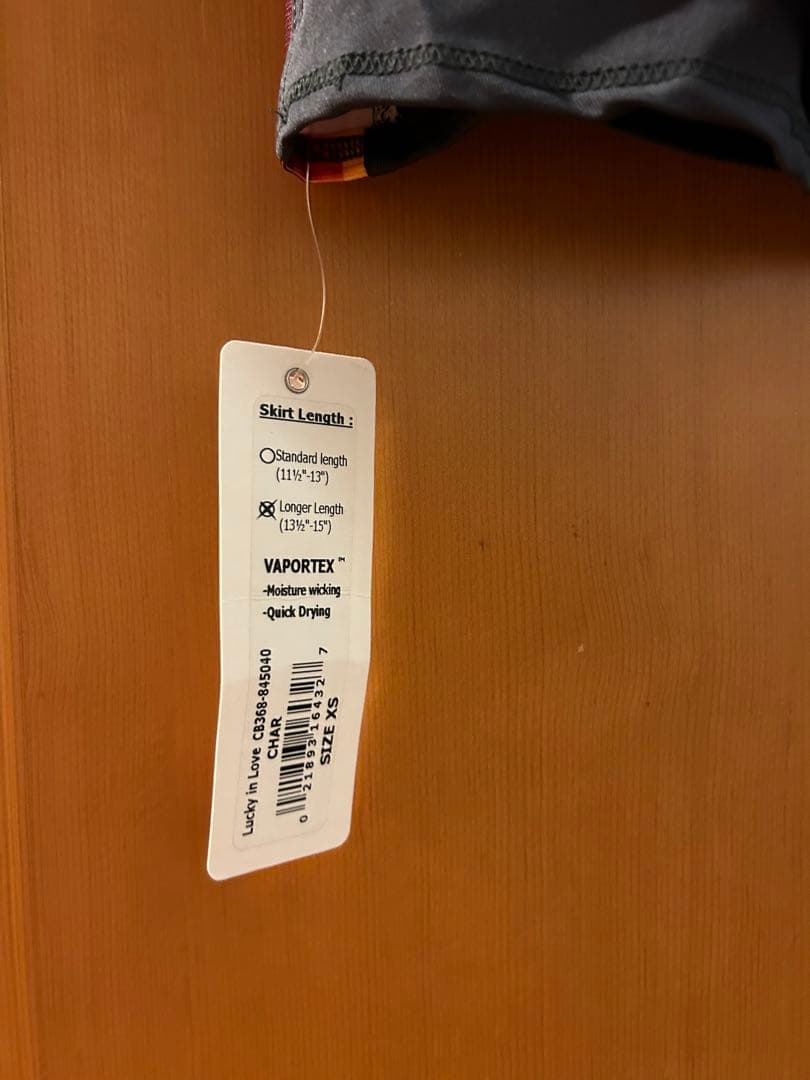 Skirt Length :
Standard length
(11½"-13")
Longer Length
(13½"-15")
VAPORTEX™
-Moisture wicking
-Quick Drying
Lucky in Love CB368-845040
CHAR
0 21893 16432 7
SIZE XS